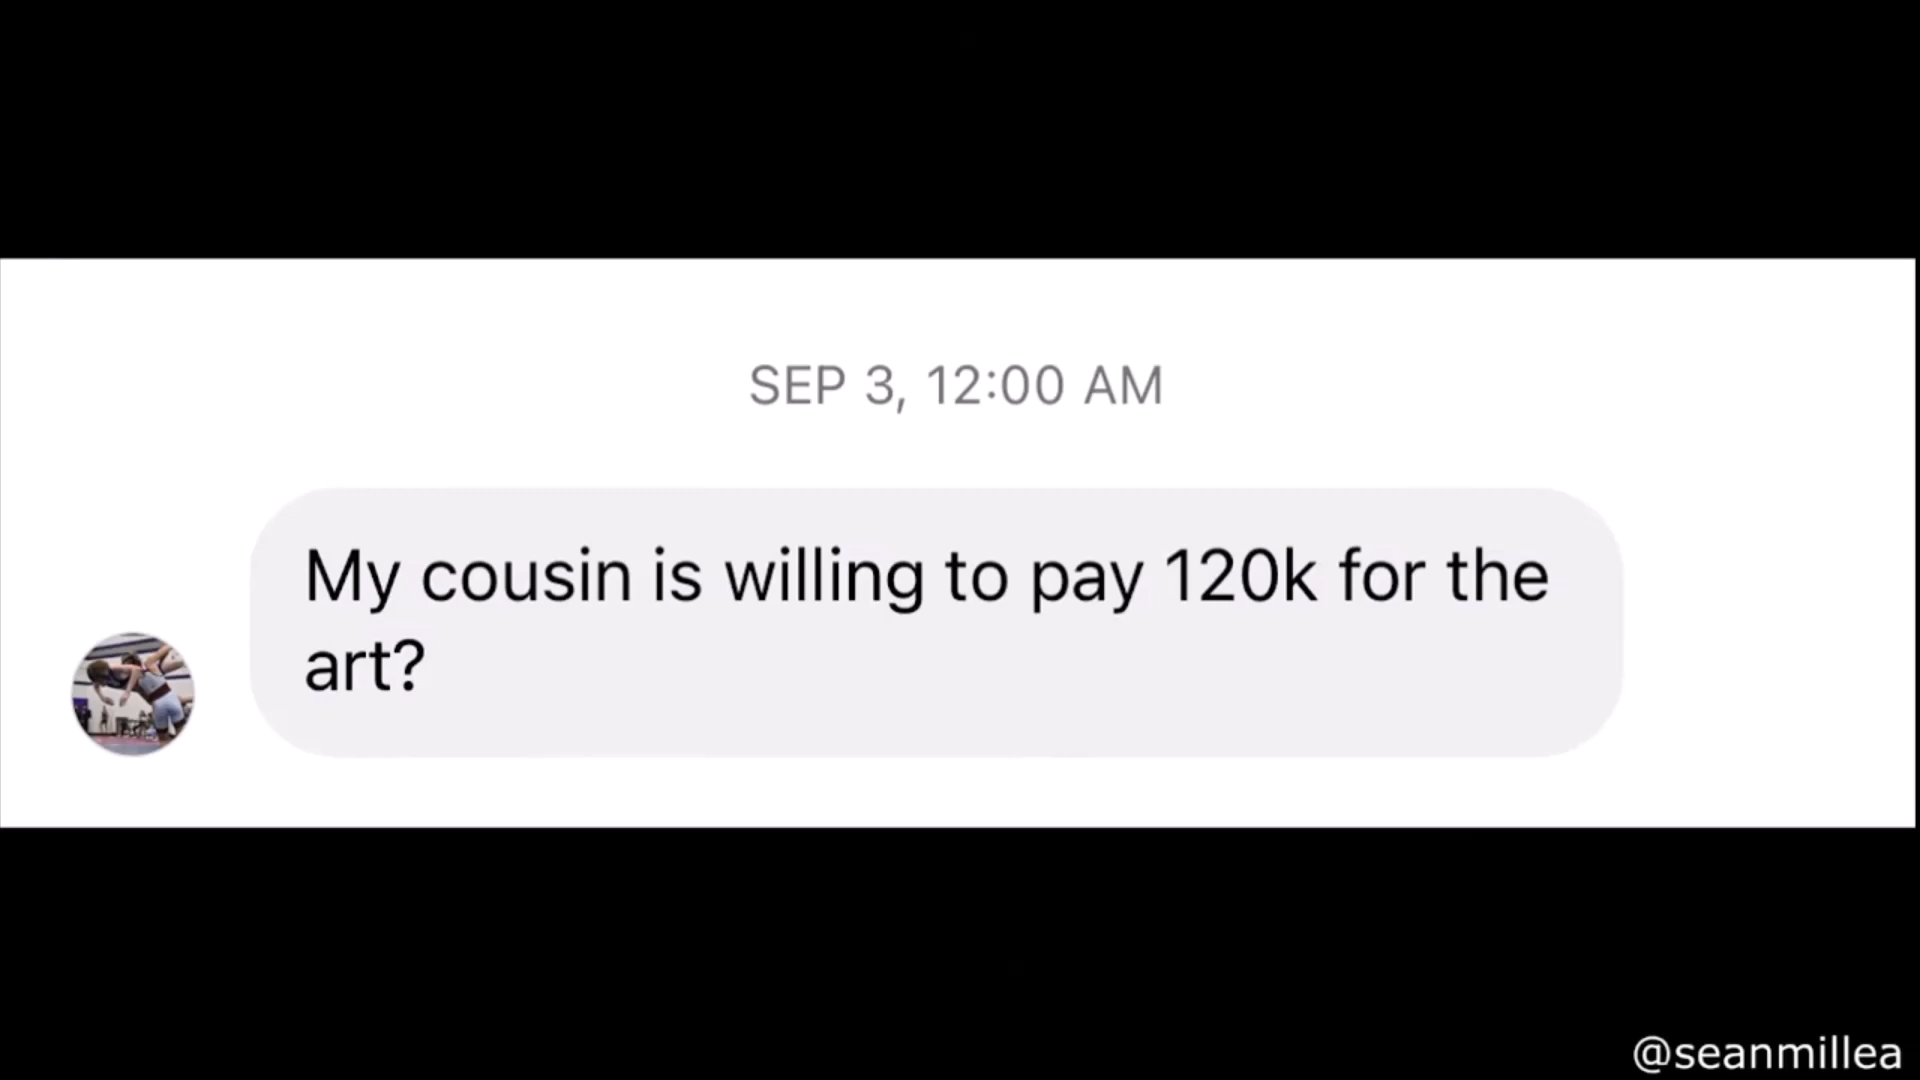 SEP 3, 12:00 AM
My cousin is willing to pay 120k for the
art?
@seanmillea